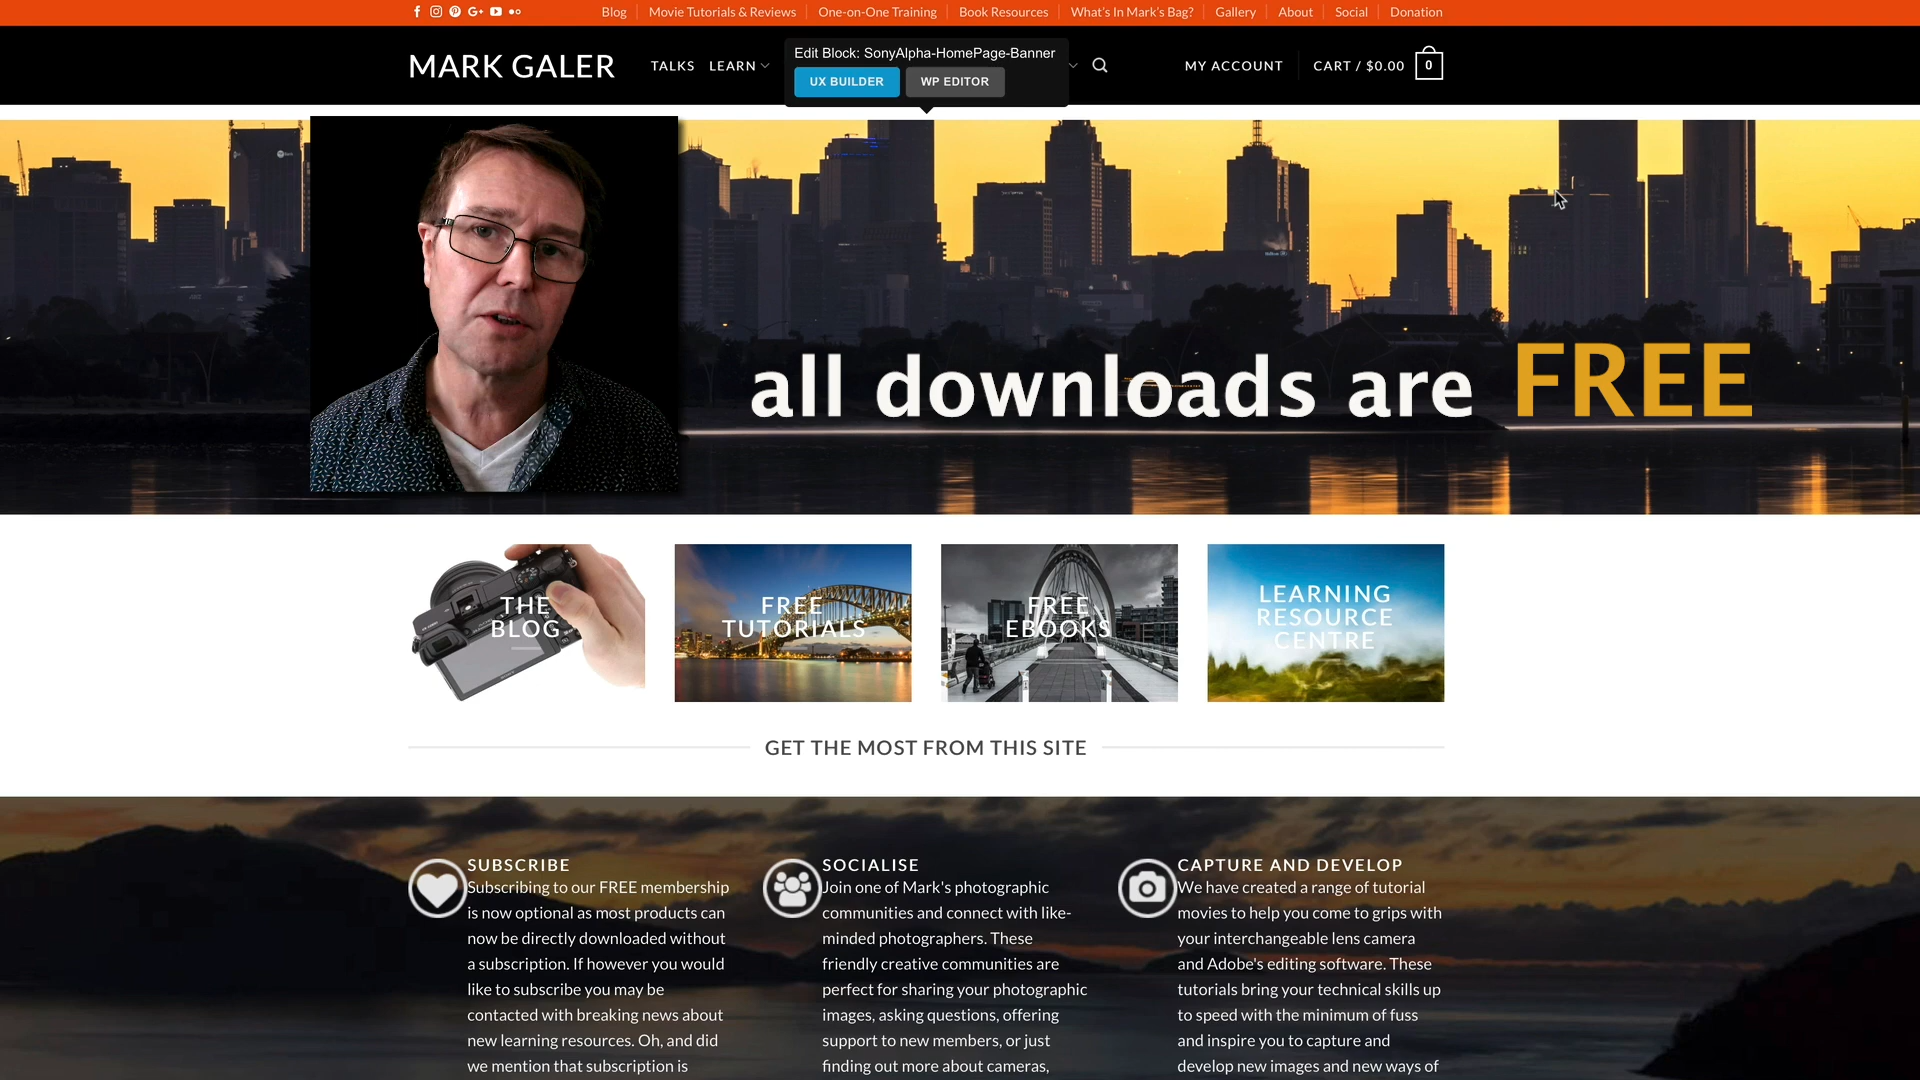 Blog
Movie Tutorials & Reviews
One-on-One Training
Book Resources
What's In Mark's Bag?
Gallery
About
Social
Donation
MARK GALER
TALKS
LEARN
Edit Block: SonyAlpha-HomePage-Banner
UX BUILDER
WP EDITOR
MY ACCOUNT
CART / $0.00
0
all downloads are FREE
THE
BLOG
FREE
TUTORIALS
FREE
EBOOKS
LEARNING
RESOURCE
CENTRE
GET THE MOST FROM THIS SITE
SUBSCRIBE
Subscribing to our FREE membership
is now optional as most products can
now be directly downloaded without
a subscription. If however you would
like to subscribe you may be
contacted with breaking news about
new learning resources. Oh, and did
we mention that subscription is
SOCIALISE
Join one of Mark's photographic
communities and connect with like-
minded photographers. These
friendly creative communities are
perfect for sharing your photographic
images, asking questions, offering
support to new members, or just
finding out more about cameras,
CAPTURE AND DEVELOP
We have created a range of tutorial
movies to help you come to grips with
your interchangeable lens camera
and Adobe's editing software. These
tutorials bring your technical skills up
to speed with the minimum of fuss
and inspire you to capture and
develop new images and new ways of